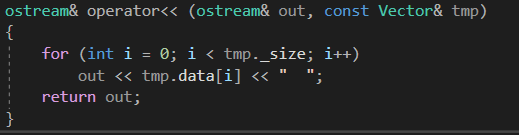 ostream& operator<< (ostream& out, const Vector& tmp)
{
    for (int i = 0; i < tmp._size; i++)
        out << tmp.data[i] << "  ";
    return out;
}